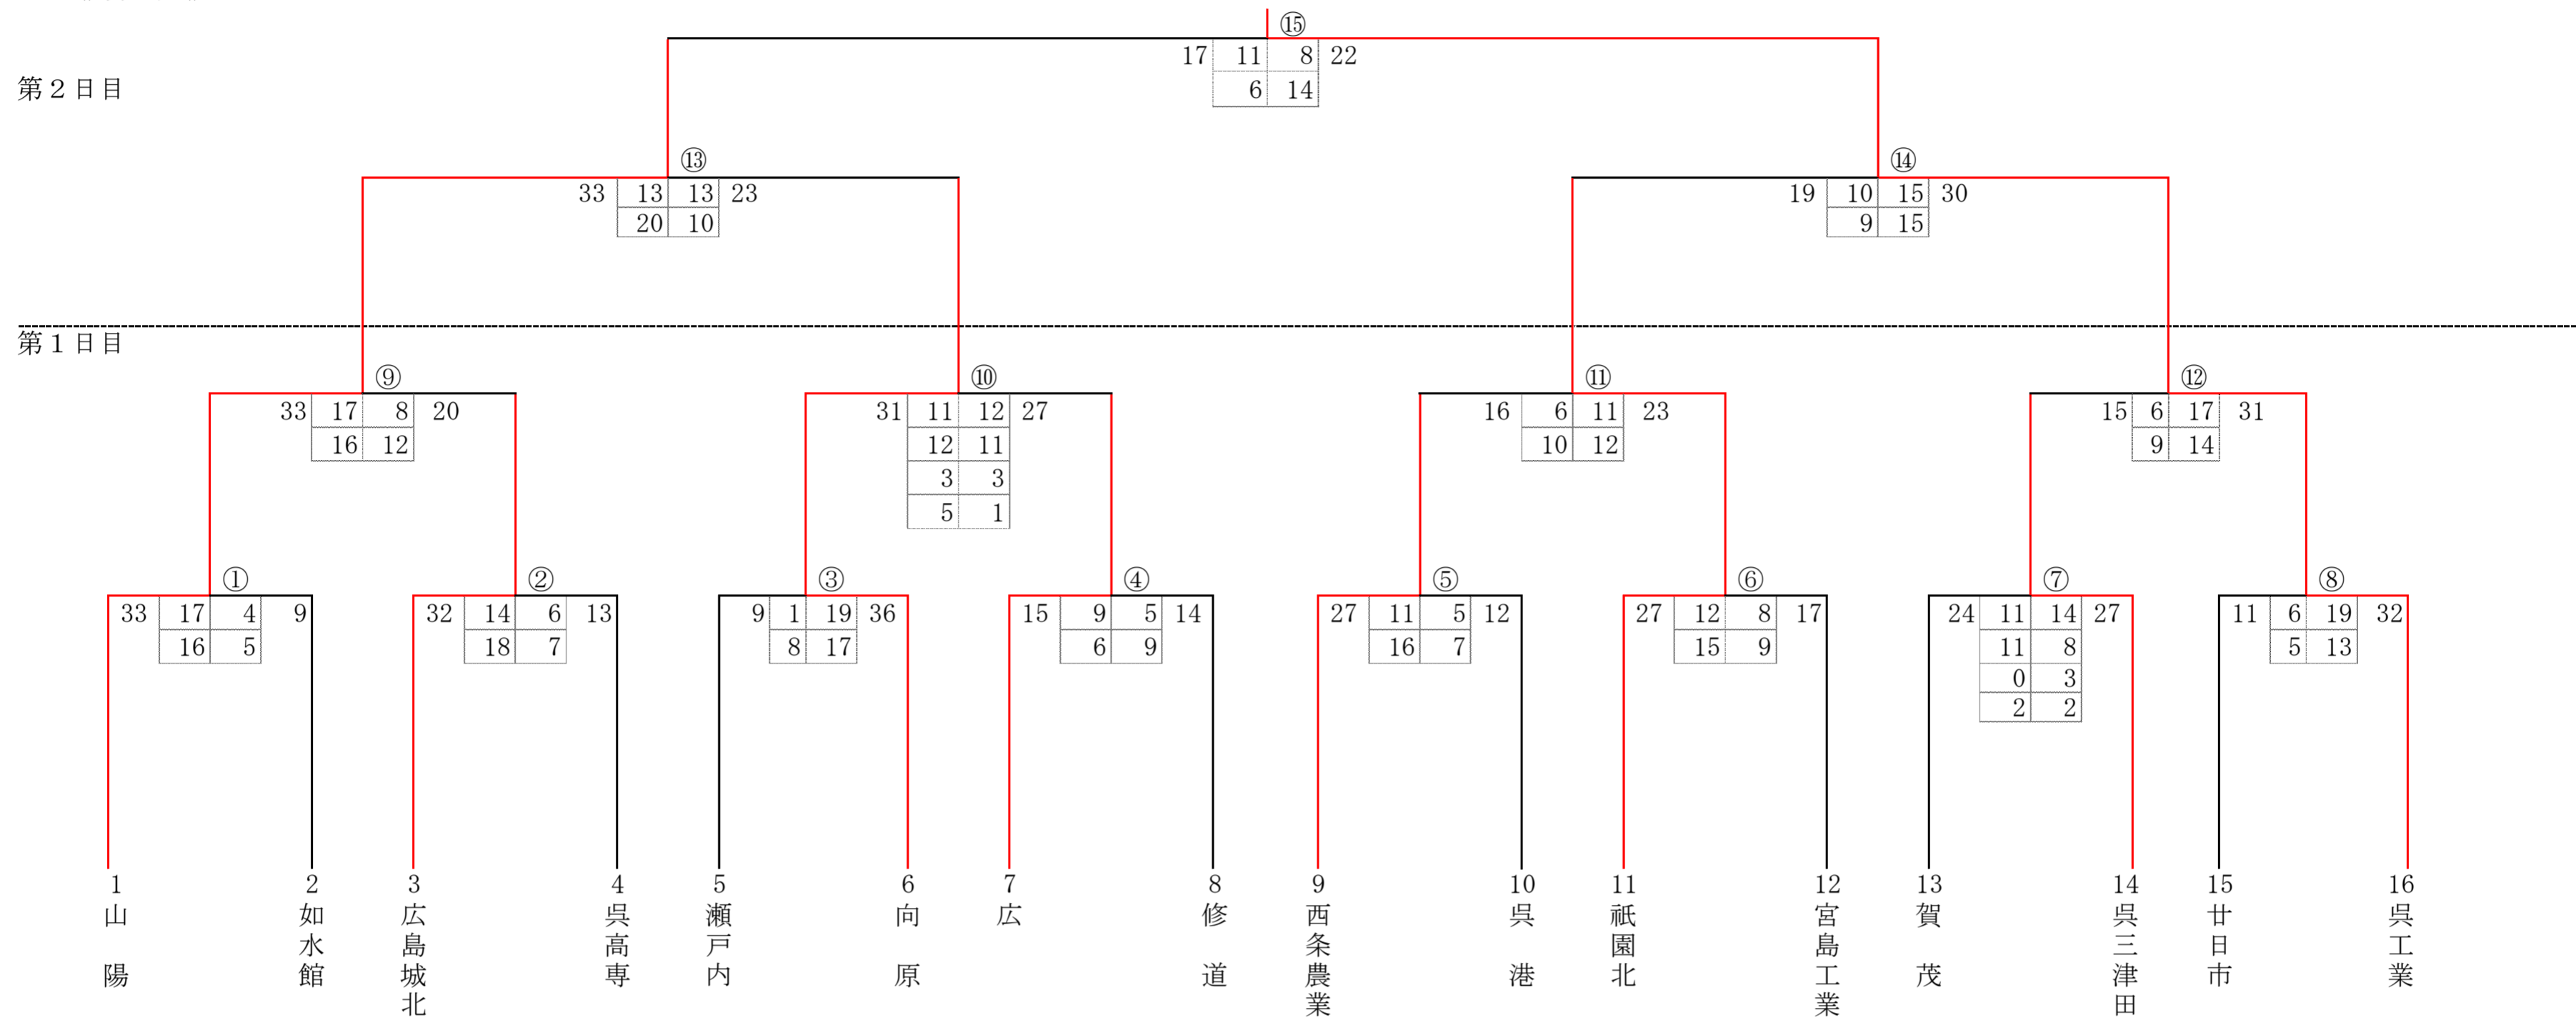 ⑮
17 11 8 22
6 14
第２日目
⑬ ⑭
33 13 13 23 19 10 15 30
20 10 9 15
第１日目
⑨ ⑩ ⑪ ⑫
33 17 8 20 31 11 12 27 16 6 11 23 15 6 17 31
16 12 12 11 10 12 9 14
3 3
5 1
① ② ③ ④ ⑤ ⑥ ⑦ ⑧
33 17 4 9 32 14 6 13 9 1 19 36 15 9 5 14 27 11 5 12 27 12 8 17 24 11 14 27 11 6 19 32
16 5 18 7 8 17 6 9 16 7 15 9 11 8 5 13
0 3
2 2
1 2 3 4 5 6 7 8 9 10 11 12 13 14 15 16
山陽
如水館
広島城北
呉高専
瀬戸内
向原
広
修道
西条農業
呉港
祇園北
宮島工業
賀茂
呉三津田
廿日市
呉工業